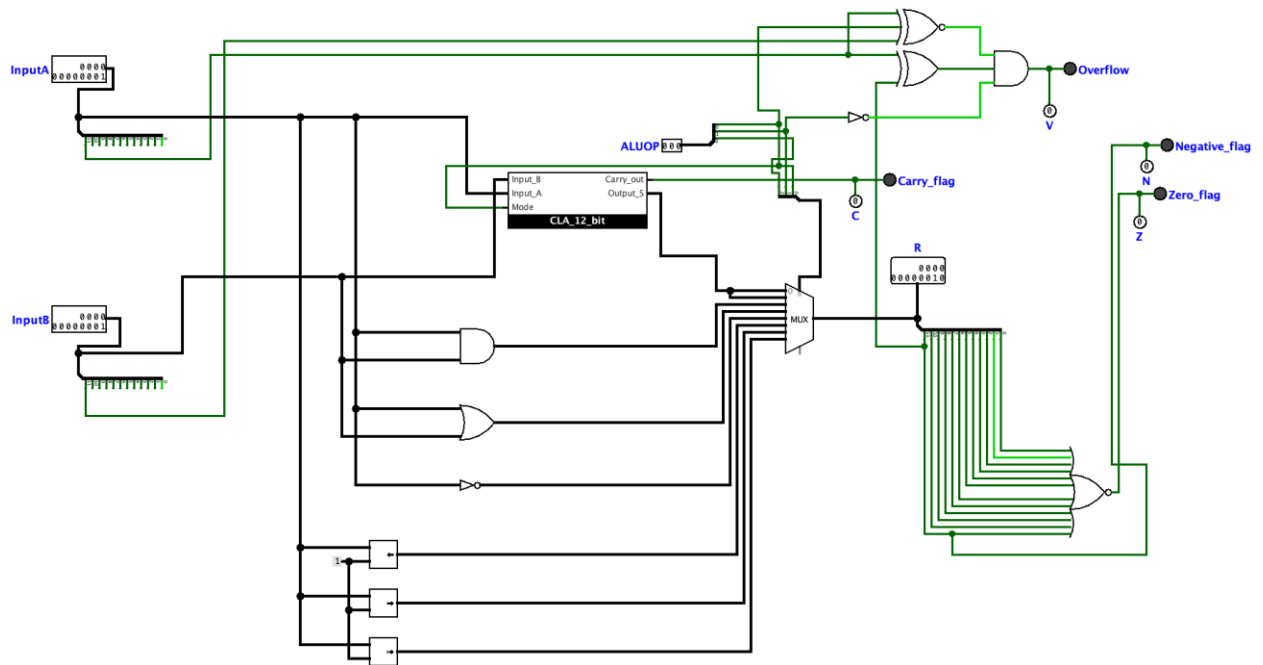 InputA
0000
00000001
Overflow
0
V
ALUOP
000
Negative_flag
0
N
Input_B
Carry_out
Input_A
Output_S
Mode
CLA_12_bit
Carry_flag
0
C
Zero_flag
0
Z
R
0000
00000010
InputB
0000
00000001
MUX
1